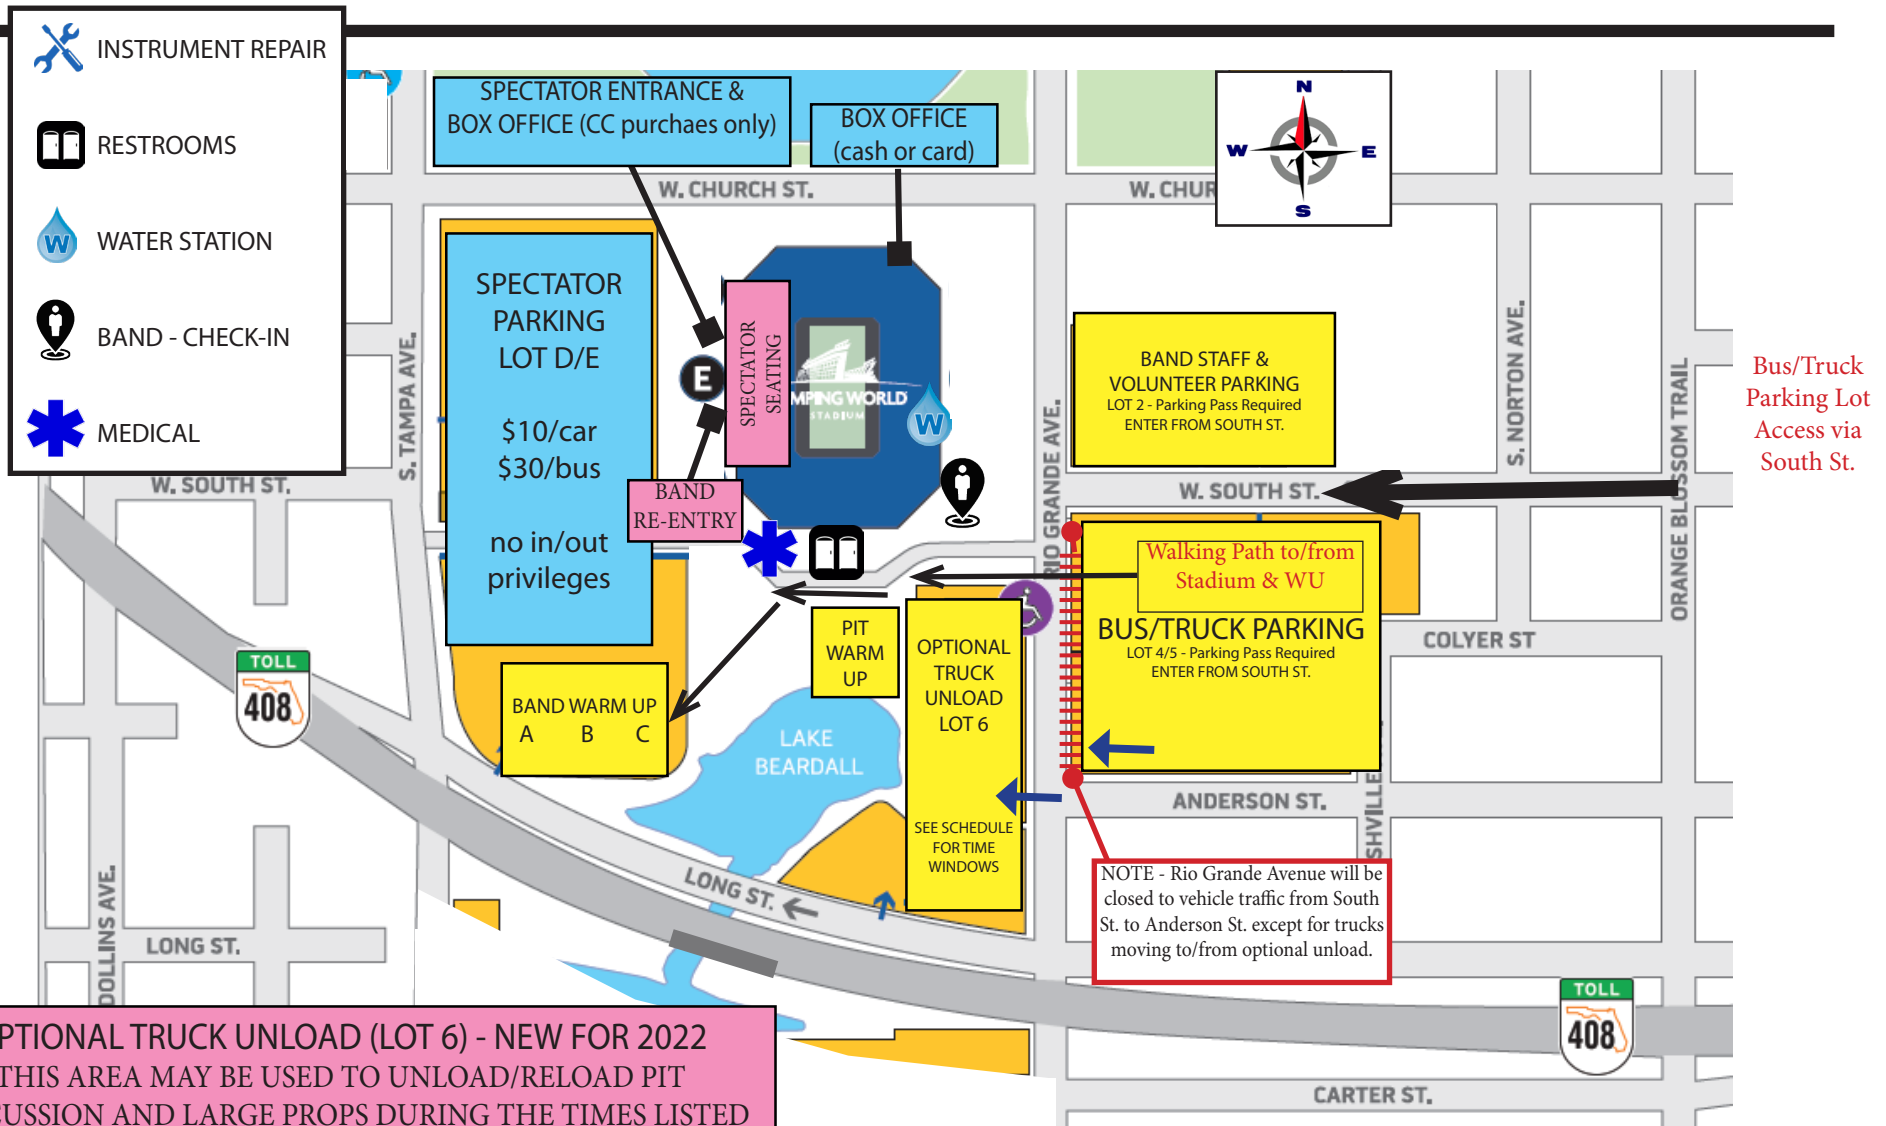 INSTRUMENT REPAIR
RESTROOMS
W
WATER STATION
BAND - CHECK-IN
MEDICAL
SPECTATOR ENTRANCE &
BOX OFFICE (CC purchaes only)
BOX OFFICE
(cash or card)
N
W
E
S
W. CHURCH ST.
W. CHUR
SPECTATOR
PARKING
LOT D/E
$10/car
$30/bus
no in/out
privileges
S. TAMPA AVE.
E
SPECTATOR
SEATING
MPING WORLD
STADIUM
W
BAND
RE-ENTRY
RIO GRANDE AVE.
BAND STAFF &
VOLUNTEER PARKING
LOT 2 - Parking Pass Required
ENTER FROM SOUTH ST.
S. NORTON AVE.
ORANGE BLOSSOM TRAIL
Bus/Truck
Parking Lot
Access via
South St.
W. SOUTH ST.
W. SOUTH ST.
Walking Path to/from
Stadium & WU
BUS/TRUCK PARKING
LOT 4/5 - Parking Pass Required
ENTER FROM SOUTH ST.
COLYER ST
PIT
WARM
UP
OPTIONAL
TRUCK
UNLOAD
LOT 6
SEE SCHEDULE
FOR TIME
WINDOWS
BAND WARM UP
A B C
LAKE
BEARDALL
TOLL
408
ANDERSON ST.
SHVILLE
NOTE - Rio Grande Avenue will be
closed to vehicle traffic from South
St. to Anderson St. except for trucks
moving to/from optional unload.
LONG ST.
LONG ST.
DOLLINS AVE.
TOLL
408
CARTER ST.
PTIONAL TRUCK UNLOAD (LOT 6) - NEW FOR 2022
THIS AREA MAY BE USED TO UNLOAD/RELOAD PIT
CUSSION AND LARGE PROPS DURING THE TIMES LISTED